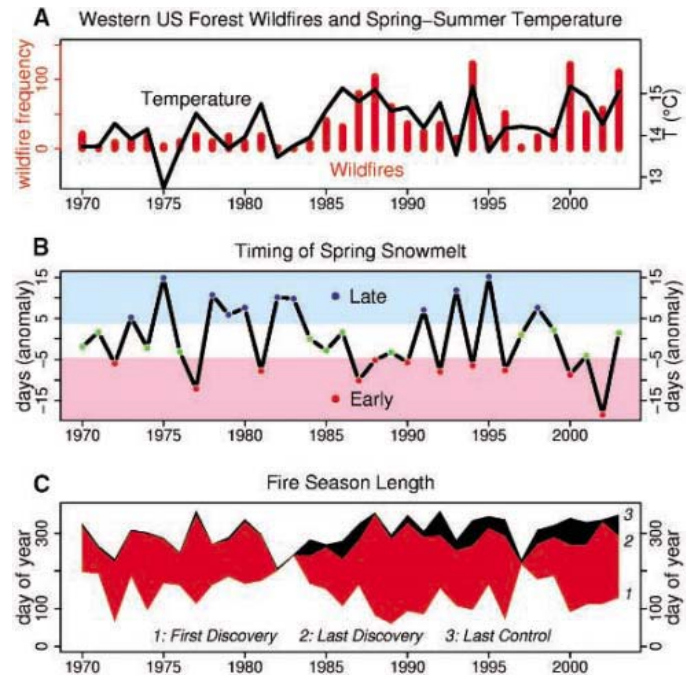 A Western US Forest Wildfires and Spring−Summer Temperature
wildfire frequency
0 100
Temperature
Wildfires
13 14 15
T (°C)
1970 1975 1980 1985 1990 1995 2000
B Timing of Spring Snowmelt
days (anomaly)
−15 −5 5 15
Late
Early
−15 −5 5 15
days (anomaly)
1970 1975 1980 1985 1990 1995 2000
C Fire Season Length
day of year
0 100 300
3
2
1
0 100 300
day of year
1: First Discovery 2: Last Discovery 3: Last Control
1970 1975 1980 1985 1990 1995 2000